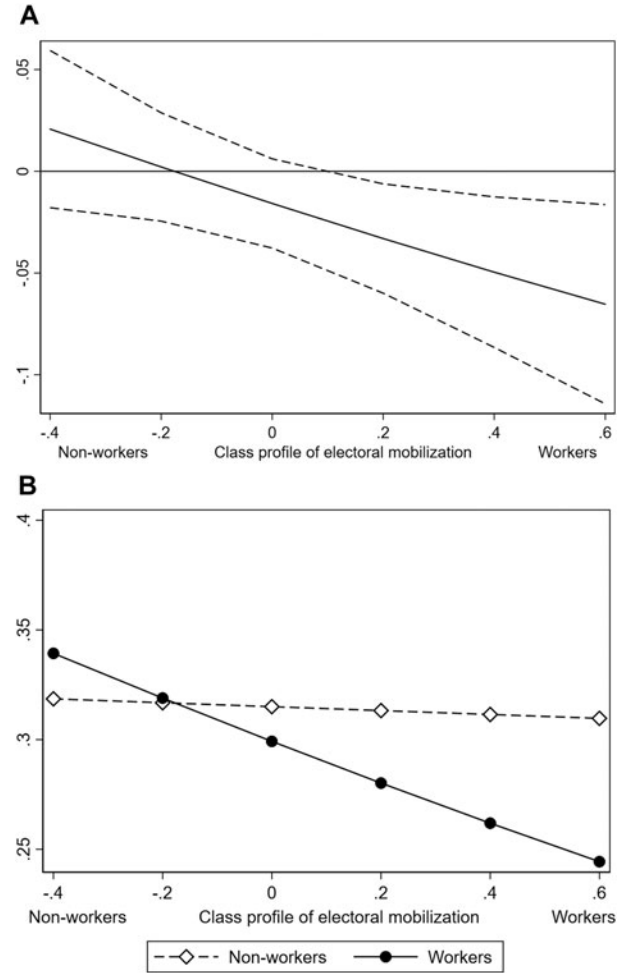 A
.05
0
-.05
-.1
-.4 -.2 0 .2 .4 .6
Non-workers Class profile of electoral mobilization Workers
B
.4
.35
.3
.25
-.4 -.2 0 .2 .4 .6
Non-workers Class profile of electoral mobilization Workers
Non-workers Workers